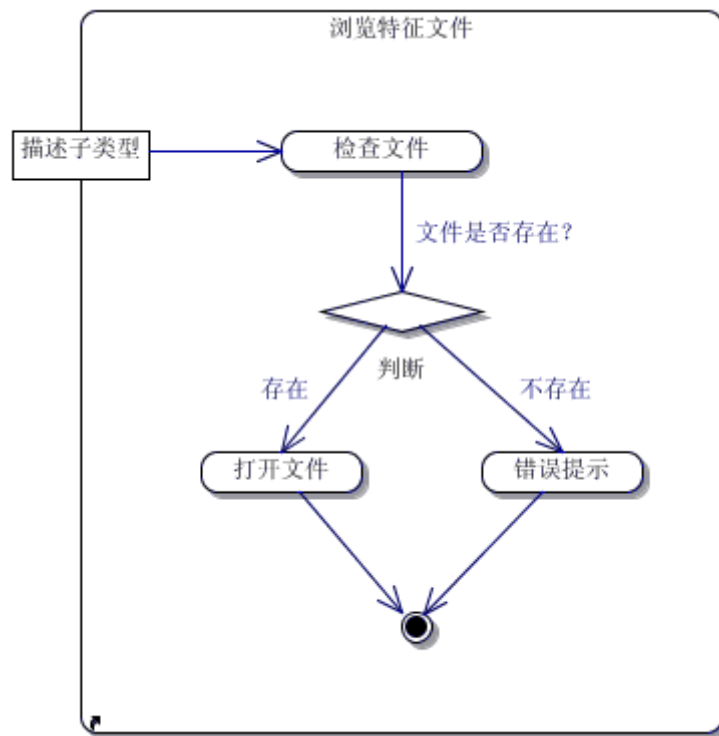 浏览特征文件
描述子类型
检查文件
文件是否存在?
判断
存在
不存在
打开文件
错误提示